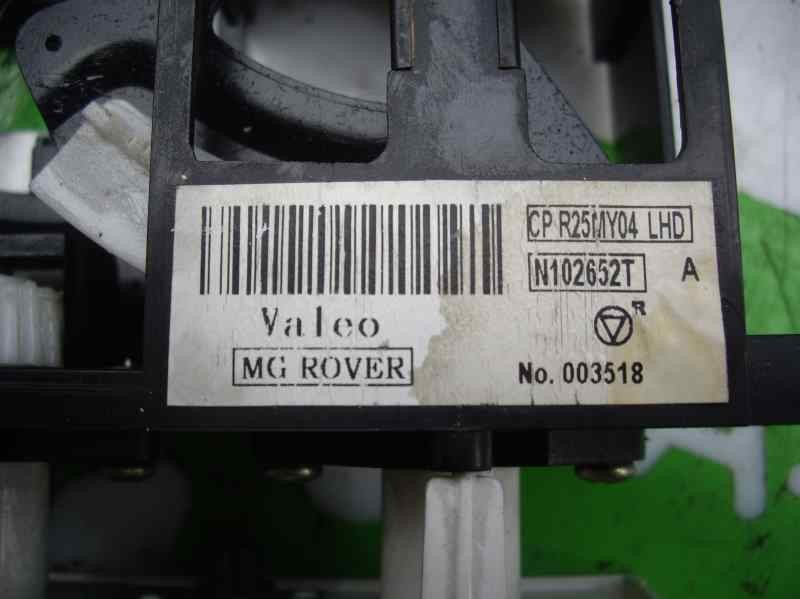 CP R25MY04 LHD
N102652T A
Valeo
R
MG ROVER
No. 003518